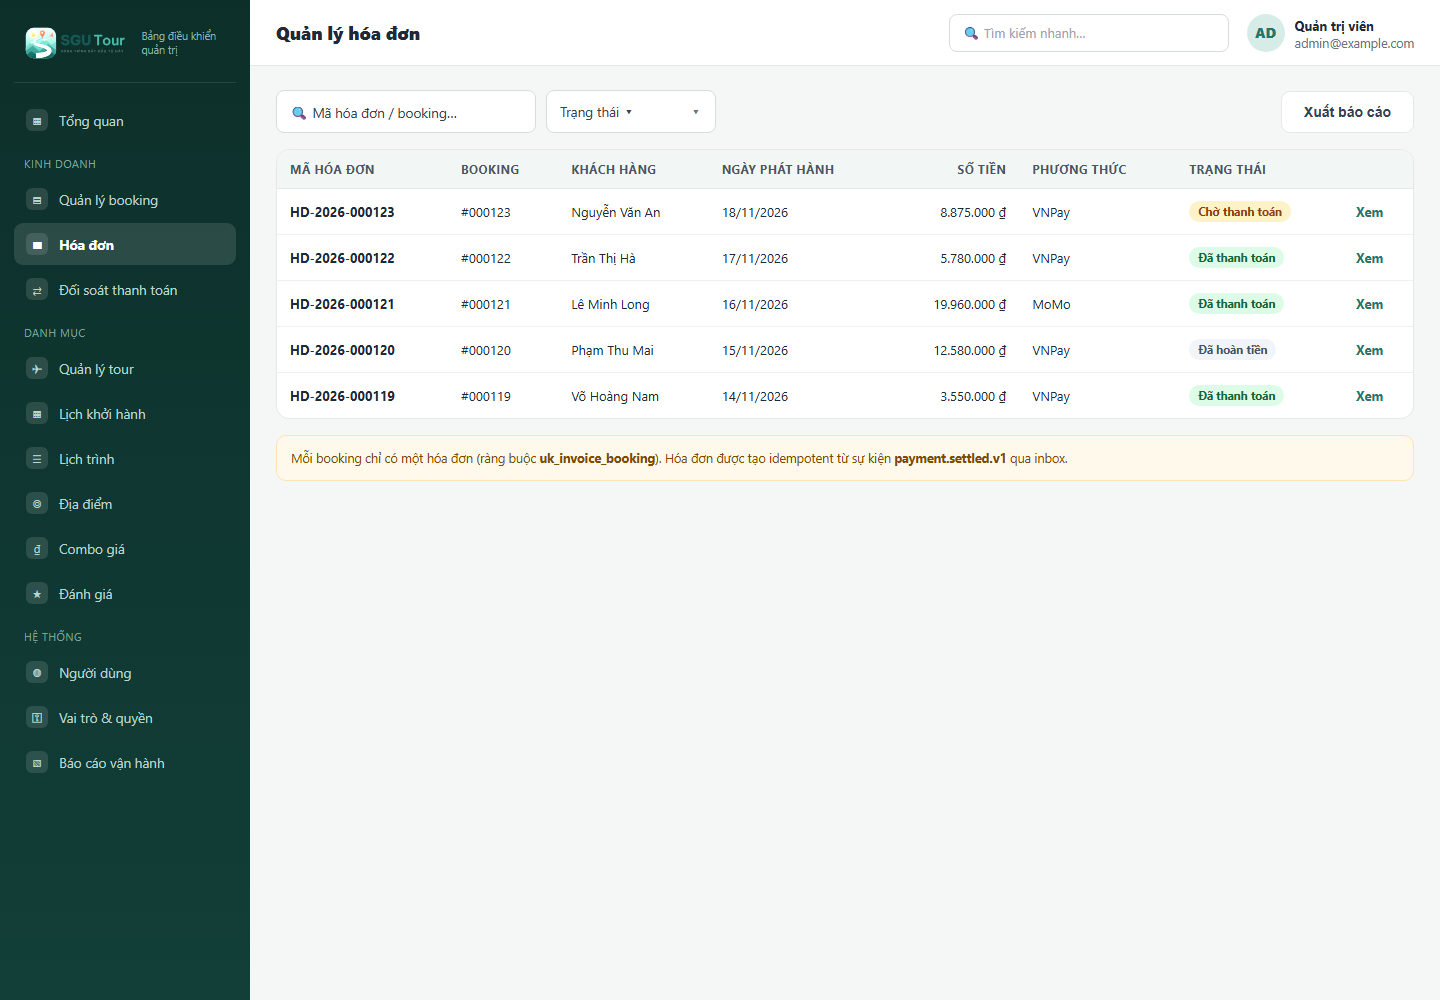 SGU Tour
Bảng điều khiển
quản trị
Tổng quan
KINH DOANH
Quản lý booking
Hóa đơn
Đối soát thanh toán
DANH MỤC
Quản lý tour
Lịch khởi hành
Lịch trình
Địa điểm
Combo giá
Đánh giá
HỆ THỐNG
Người dùng
Vai trò & quyền
Báo cáo vận hành
Quản lý hóa đơn
Tìm kiếm nhanh...
AD
Quản trị viên
admin@example.com
Mã hóa đơn / booking...
Trạng thái
Xuất báo cáo
MÃ HÓA ĐƠN BOOKING KHÁCH HÀNG NGÀY PHÁT HÀNH SỐ TIỀN PHƯƠNG THỨC TRẠNG THÁI
HD-2026-000123 #000123 Nguyễn Văn An 18/11/2026 8.875.000 ₫ VNPay Chờ thanh toán Xem
HD-2026-000122 #000122 Trần Thị Hà 17/11/2026 5.780.000 ₫ VNPay Đã thanh toán Xem
HD-2026-000121 #000121 Lê Minh Long 16/11/2026 19.960.000 ₫ MoMo Đã thanh toán Xem
HD-2026-000120 #000120 Phạm Thu Mai 15/11/2026 12.580.000 ₫ VNPay Đã hoàn tiền Xem
HD-2026-000119 #000119 Võ Hoàng Nam 14/11/2026 3.550.000 ₫ VNPay Đã thanh toán Xem
Mỗi booking chỉ có một hóa đơn (ràng buộc uk_invoice_booking). Hóa đơn được tạo idempotent từ sự kiện payment.settled.v1 qua inbox.